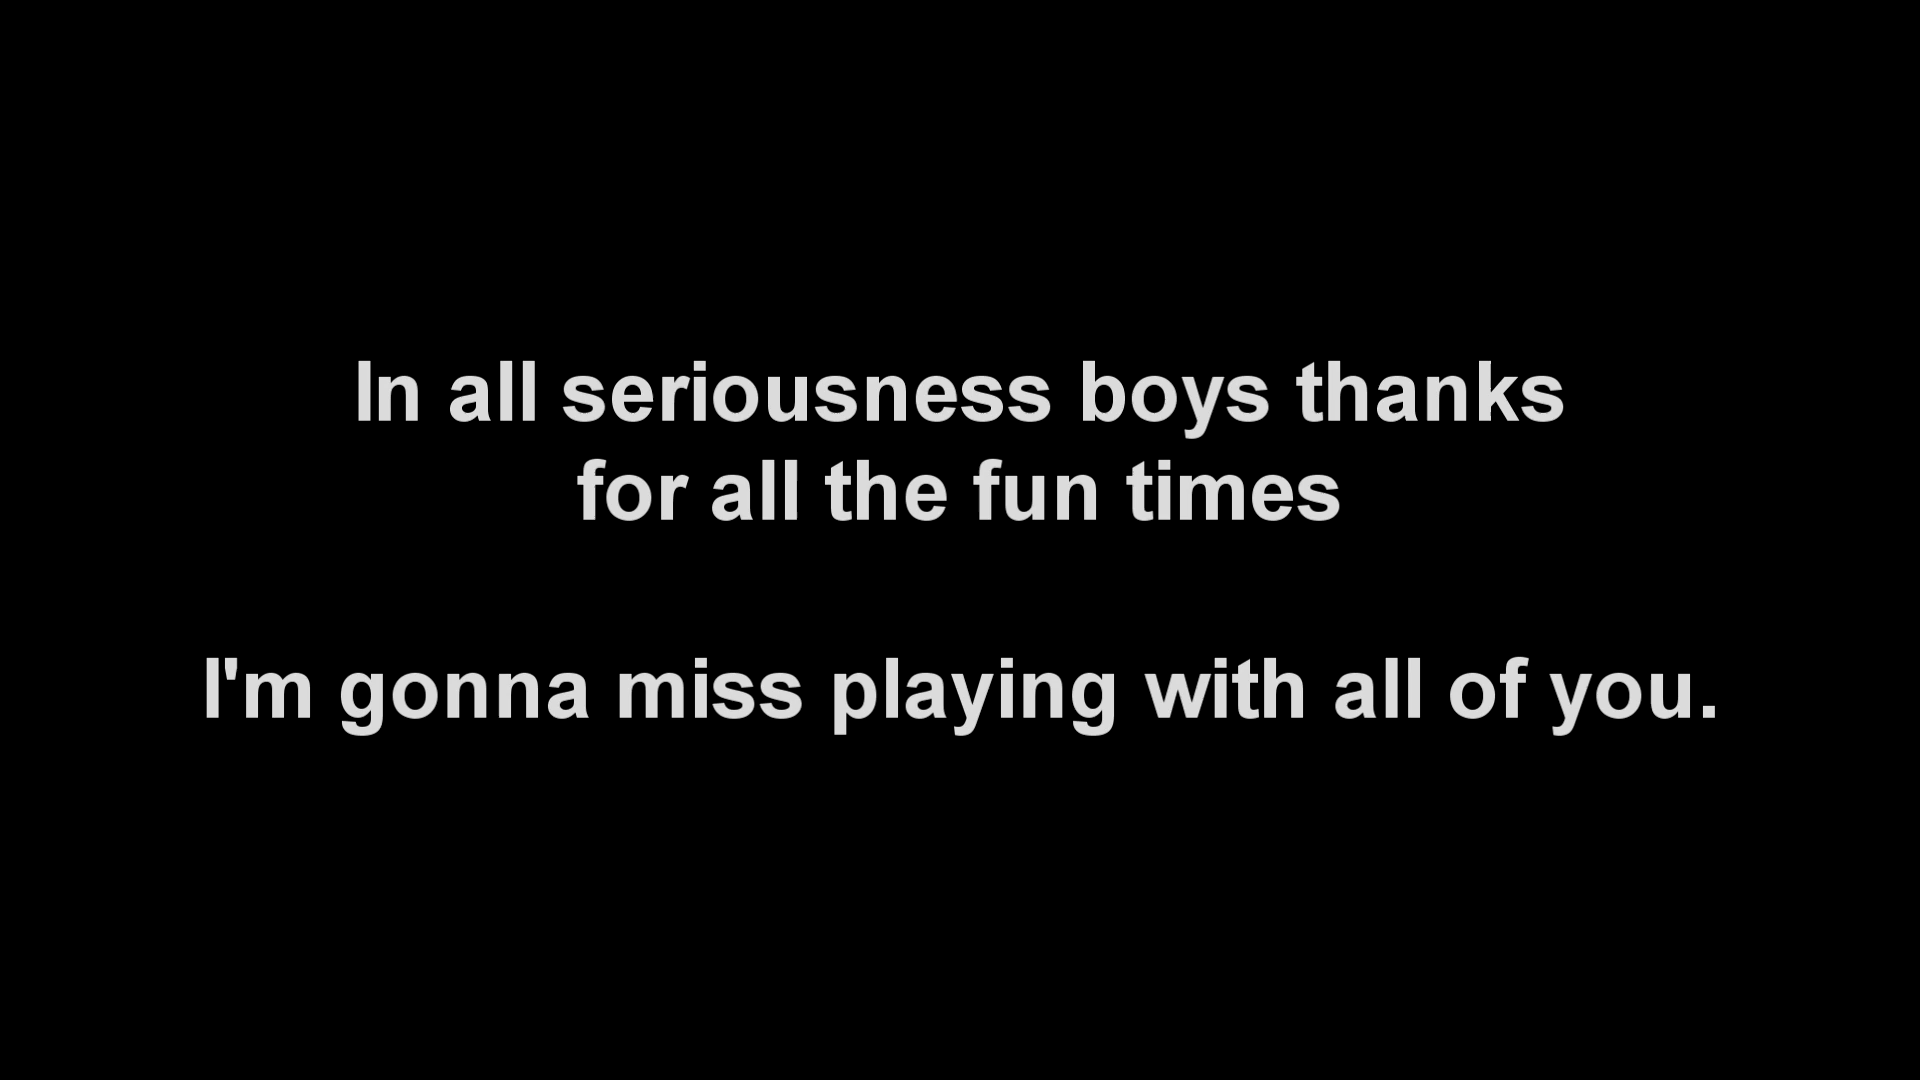 In all seriousness boys thanks
for all the fun times
I'm gonna miss playing with all of you.